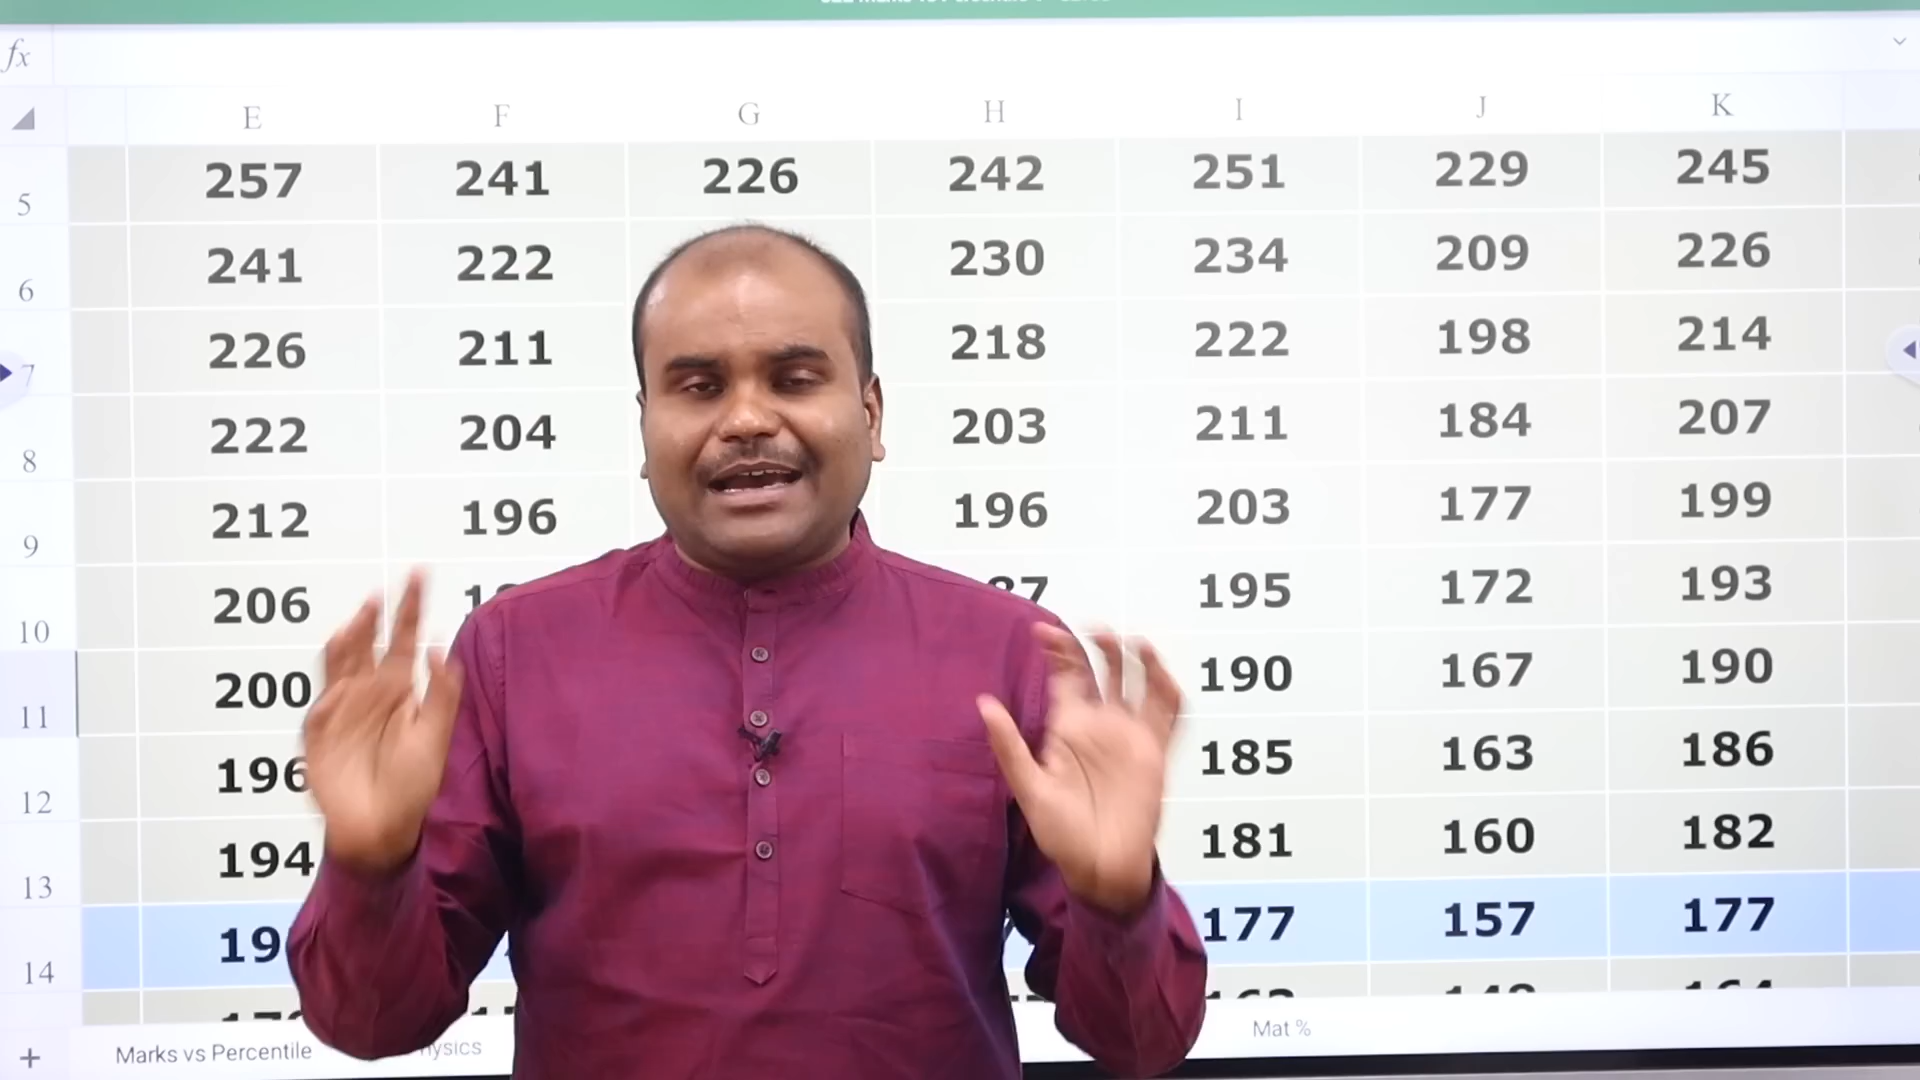 fx
E F G H I J K
5 257 241 226 242 251 229 245
6 241 222 230 234 209 226
7 226 211 218 222 198 214
8 222 204 203 211 184 207
9 212 196 196 203 177 199
10 206 195 172 193
11 200 190 167 190
12 196 185 163 186
13 194 181 160 182
14 177 157 177
+ Marks vs Percentile Mat %